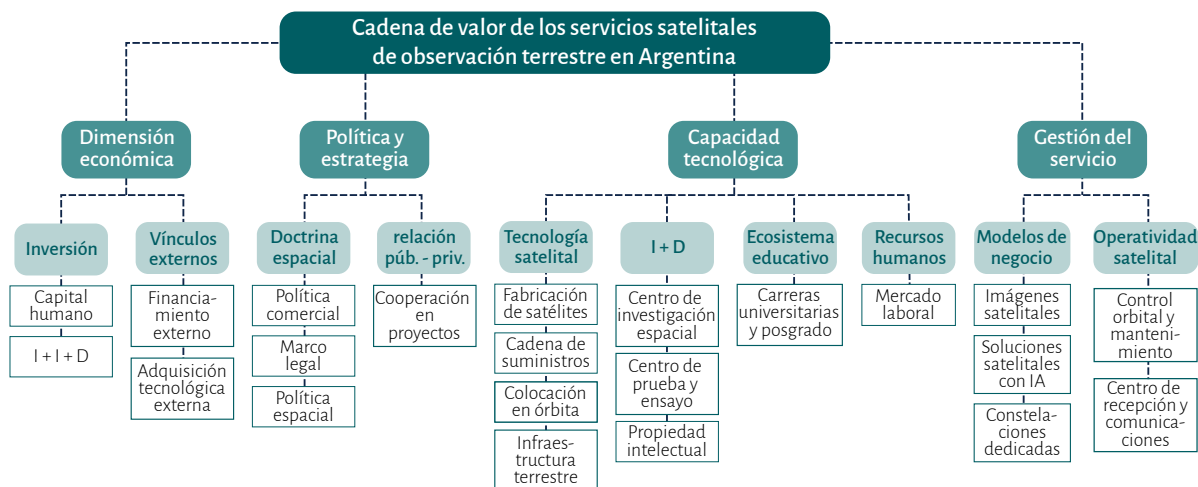 Cadena de valor de los servicios satelitales
de observación terrestre en Argentina
Dimensión
económica
Política y
estrategia
Capacidad
tecnológica
Gestión del
servicio
Inversión
Vínculos
externos
Doctrina
espacial
relación
púb. - priv.
Tecnología
satelital
I + D
Ecosistema
educativo
Recursos
humanos
Modelos de
negocio
Operatividad
satelital
Capital
humano
I + I + D
Financia-
miento
externo
Adquisición
tecnológica
externa
Política
comercial
Marco
legal
Política
espacial
Cooperación
en
proyectos
Fabricación
de satélites
Cadena de
suministros
Colocación
en órbita
Infraes-
tructura
terrestre
Centro de
investigación
espacial
Centro de
prueba y
ensayo
Propiedad
intelectual
Carreras
universitarias
y posgrado
Mercado
laboral
Imágenes
satelitales
Soluciones
satelitales
con IA
Constela-
ciones
dedicadas
Control
orbital y
manteni-
miento
Centro de
recepción y
comunica-
ciones